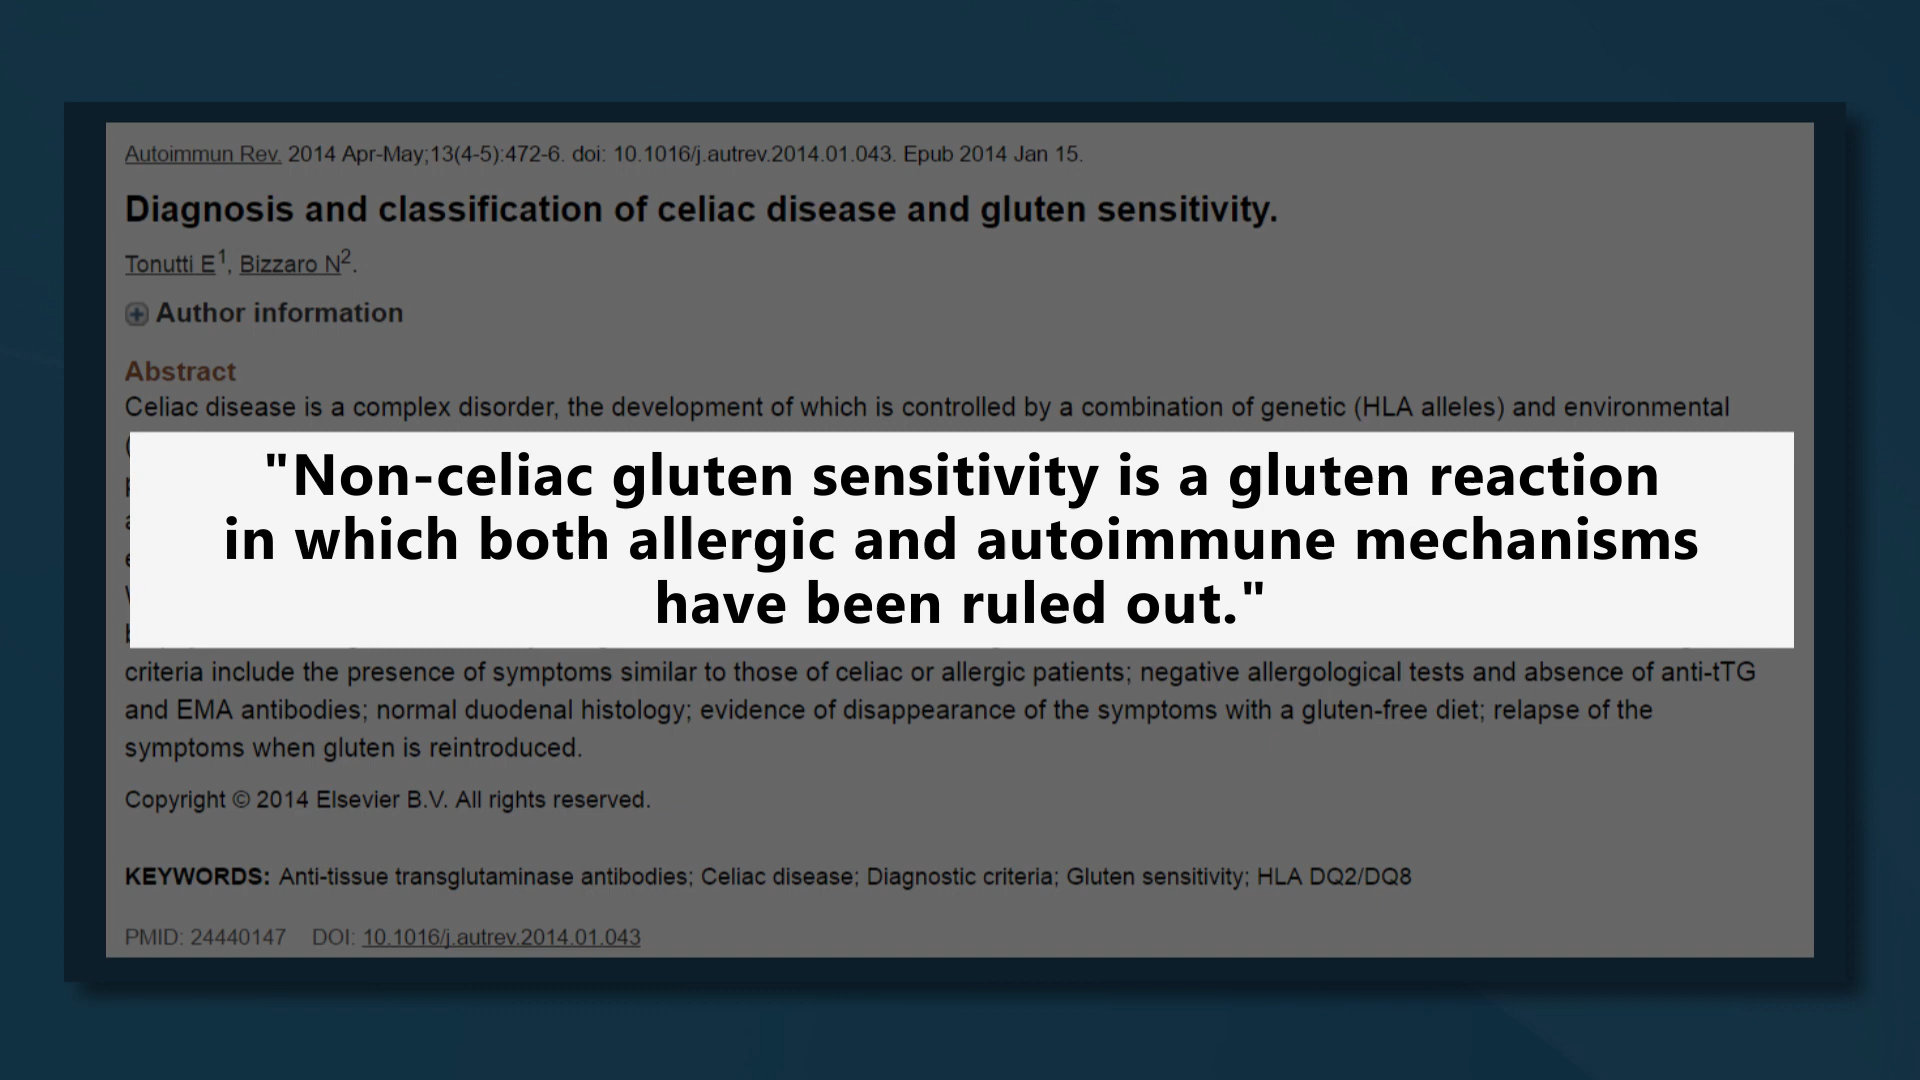 Autoimmun Rev. 2014 Apr-May;13(4-5):472-6. doi: 10.1016/j.autrev.2014.01.043. Epub 2014 Jan 15.
Diagnosis and classification of celiac disease and gluten sensitivity.
Tonutti E1, Bizzaro N2.
Author information
Abstract
Celiac disease is a complex disorder, the development of which is controlled by a combination of genetic (HLA alleles) and environmental
"Non-celiac gluten sensitivity is a gluten reaction
in which both allergic and autoimmune mechanisms
have been ruled out."
criteria include the presence of symptoms similar to those of celiac or allergic patients; negative allergological tests and absence of anti-tTG
and EMA antibodies; normal duodenal histology; evidence of disappearance of the symptoms with a gluten-free diet; relapse of the
symptoms when gluten is reintroduced.
Copyright © 2014 Elsevier B.V. All rights reserved.
KEYWORDS: Anti-tissue transglutaminase antibodies; Celiac disease; Diagnostic criteria; Gluten sensitivity; HLA DQ2/DQ8
PMID: 24440147 DOI: 10.1016/j.autrev.2014.01.043